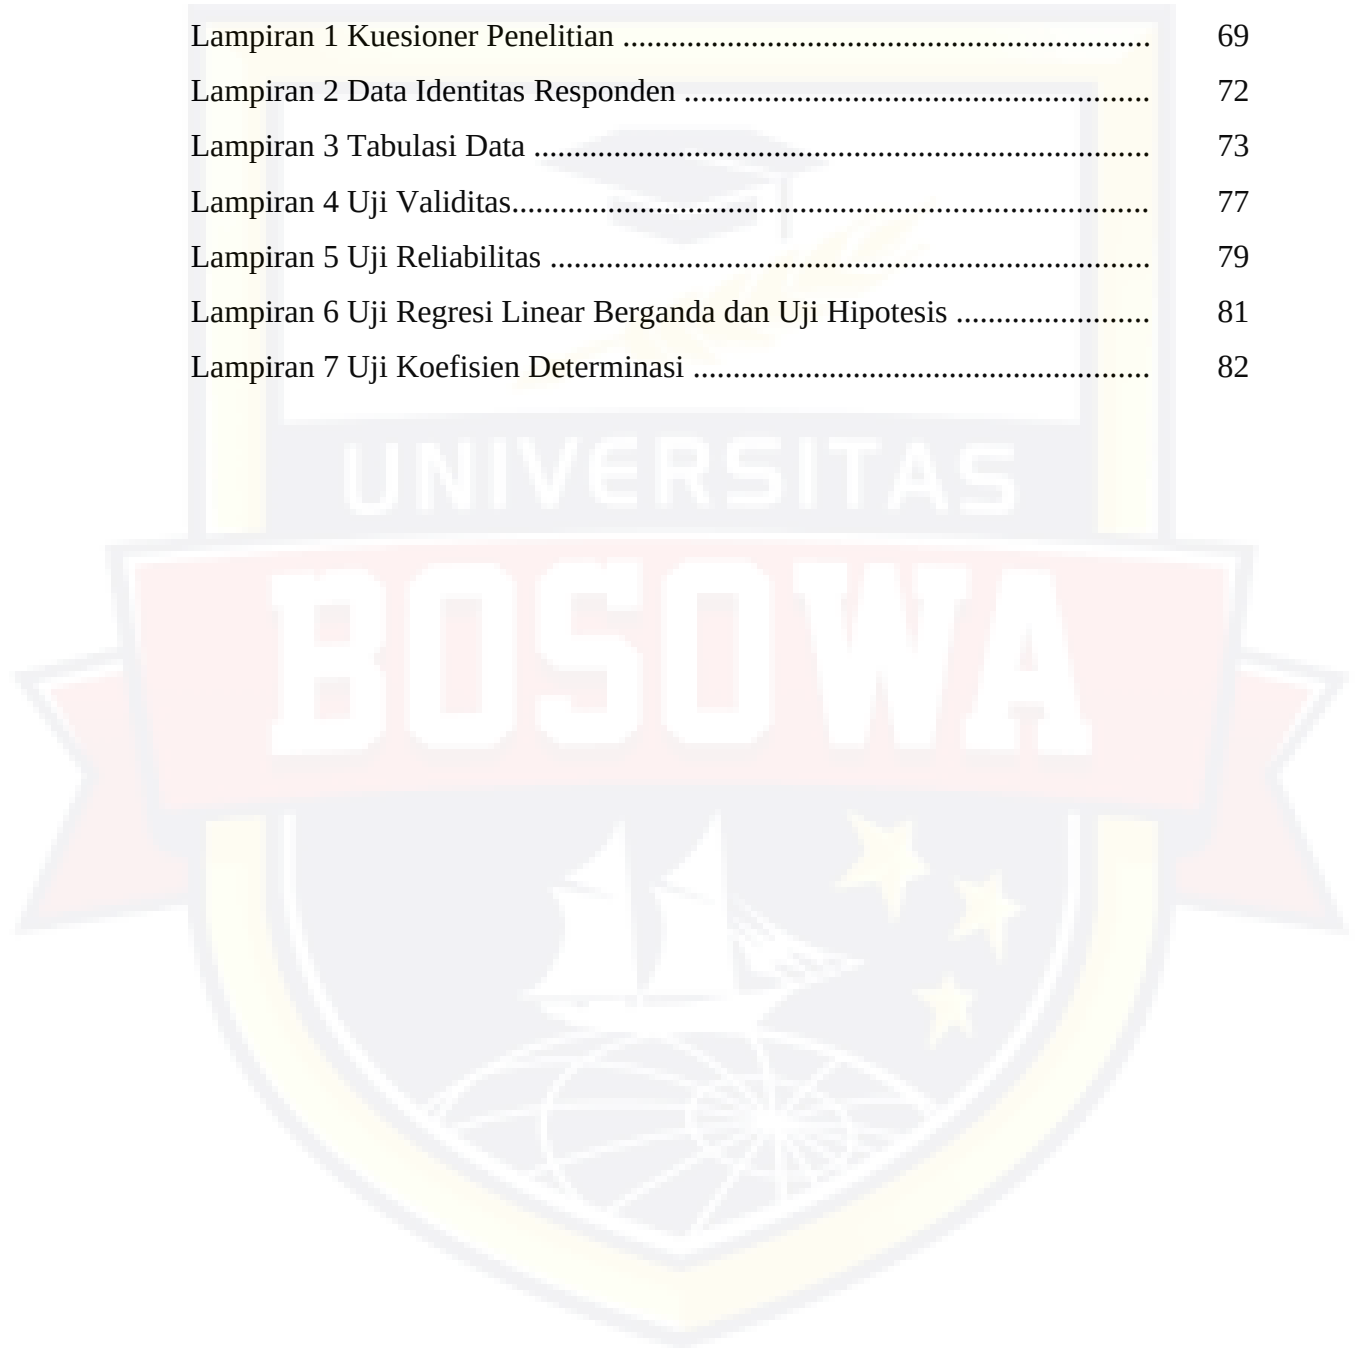 Lampiran 1 Kuesioner Penelitian .................................................................. 69
Lampiran 2 Data Identitas Responden .......................................................... 72
Lampiran 3 Tabulasi Data ............................................................................. 73
Lampiran 4 Uji Validitas................................................................................ 77
Lampiran 5 Uji Reliabilitas ........................................................................... 79
Lampiran 6 Uji Regresi Linear Berganda dan Uji Hipotesis ........................ 81
Lampiran 7 Uji Koefisien Determinasi ......................................................... 82
UNIVERSITAS
BOSOWA